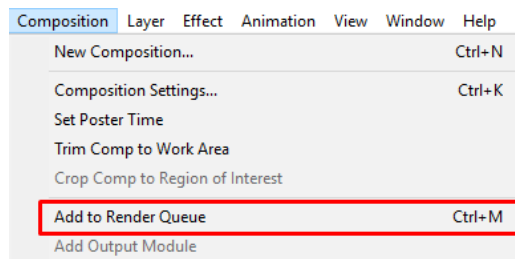 Composition Layer Effect Animation View Window Help
New Composition... Ctrl+N
Composition Settings... Ctrl+K
Set Poster Time
Trim Comp to Work Area
Crop Comp to Region of Interest
Add to Render Queue Ctrl+M
Add Output Module